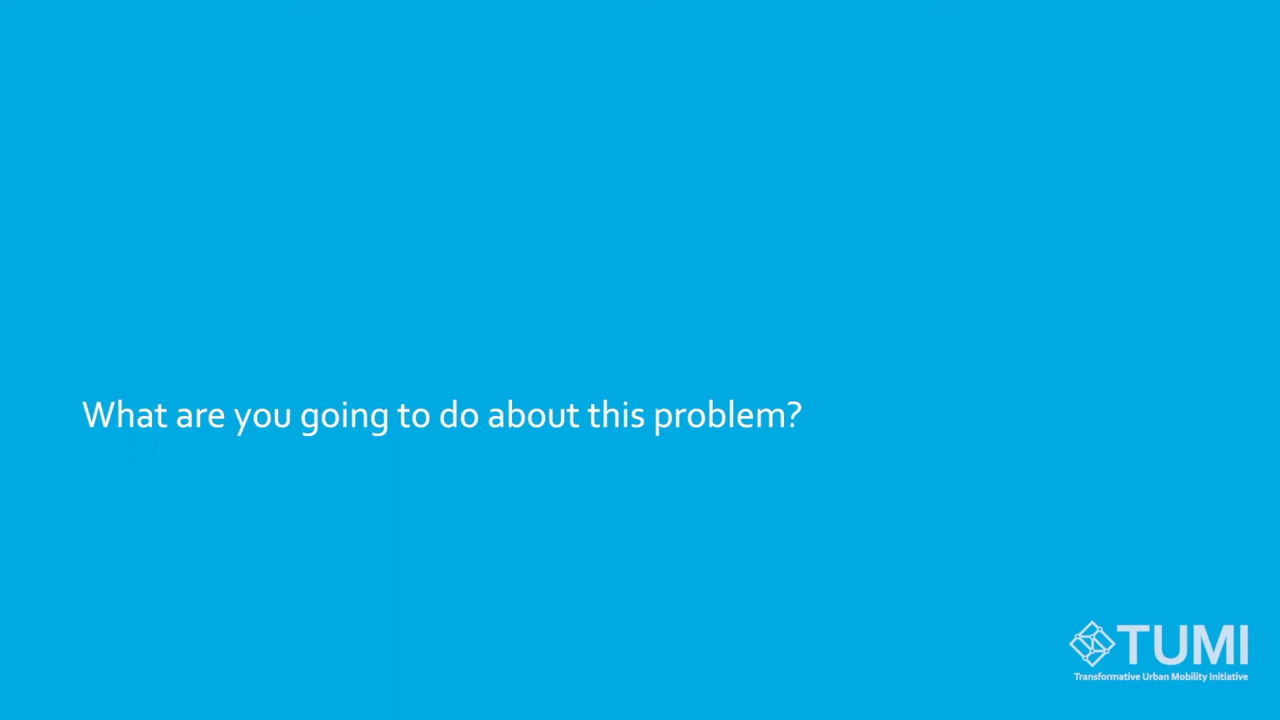 What are you going to do about this problem?
TUMI
Transformative Urban Mobility Initiative